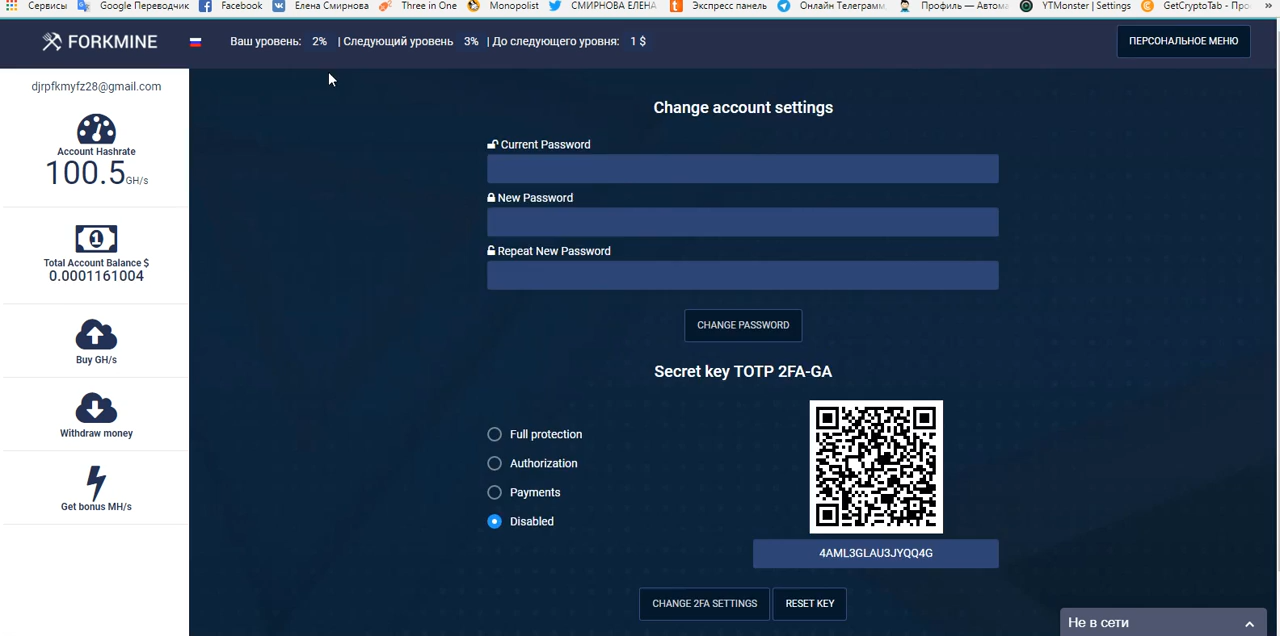 Сервисы Google Переводчик Facebook Елена Смирнова Three in One Monopolist СМИРНОВА ЕЛЕНА Экспресс панель Онлайн Телеграмм. Профиль — Автома YTMonster | Settings GetCryptoTab - Про »
FORKMINE Ваш уровень: 2% | Следующий уровень 3% | До следующего уровня: 1 $ ПЕРСОНАЛЬНОЕ МЕНЮ
djrpfkmyfz28@gmail.com
Account Hashrate
100.5 GH/s
Total Account Balance $
0.0001161004
Buy GH/s
Withdraw money
Get bonus MH/s
Change account settings
Current Password
New Password
Repeat New Password
CHANGE PASSWORD
Secret key TOTP 2FA-GA
Full protection
Authorization
Payments
Disabled
4AML3GLAU3JYQQ4G
CHANGE 2FA SETTINGS RESET KEY
Не в сети